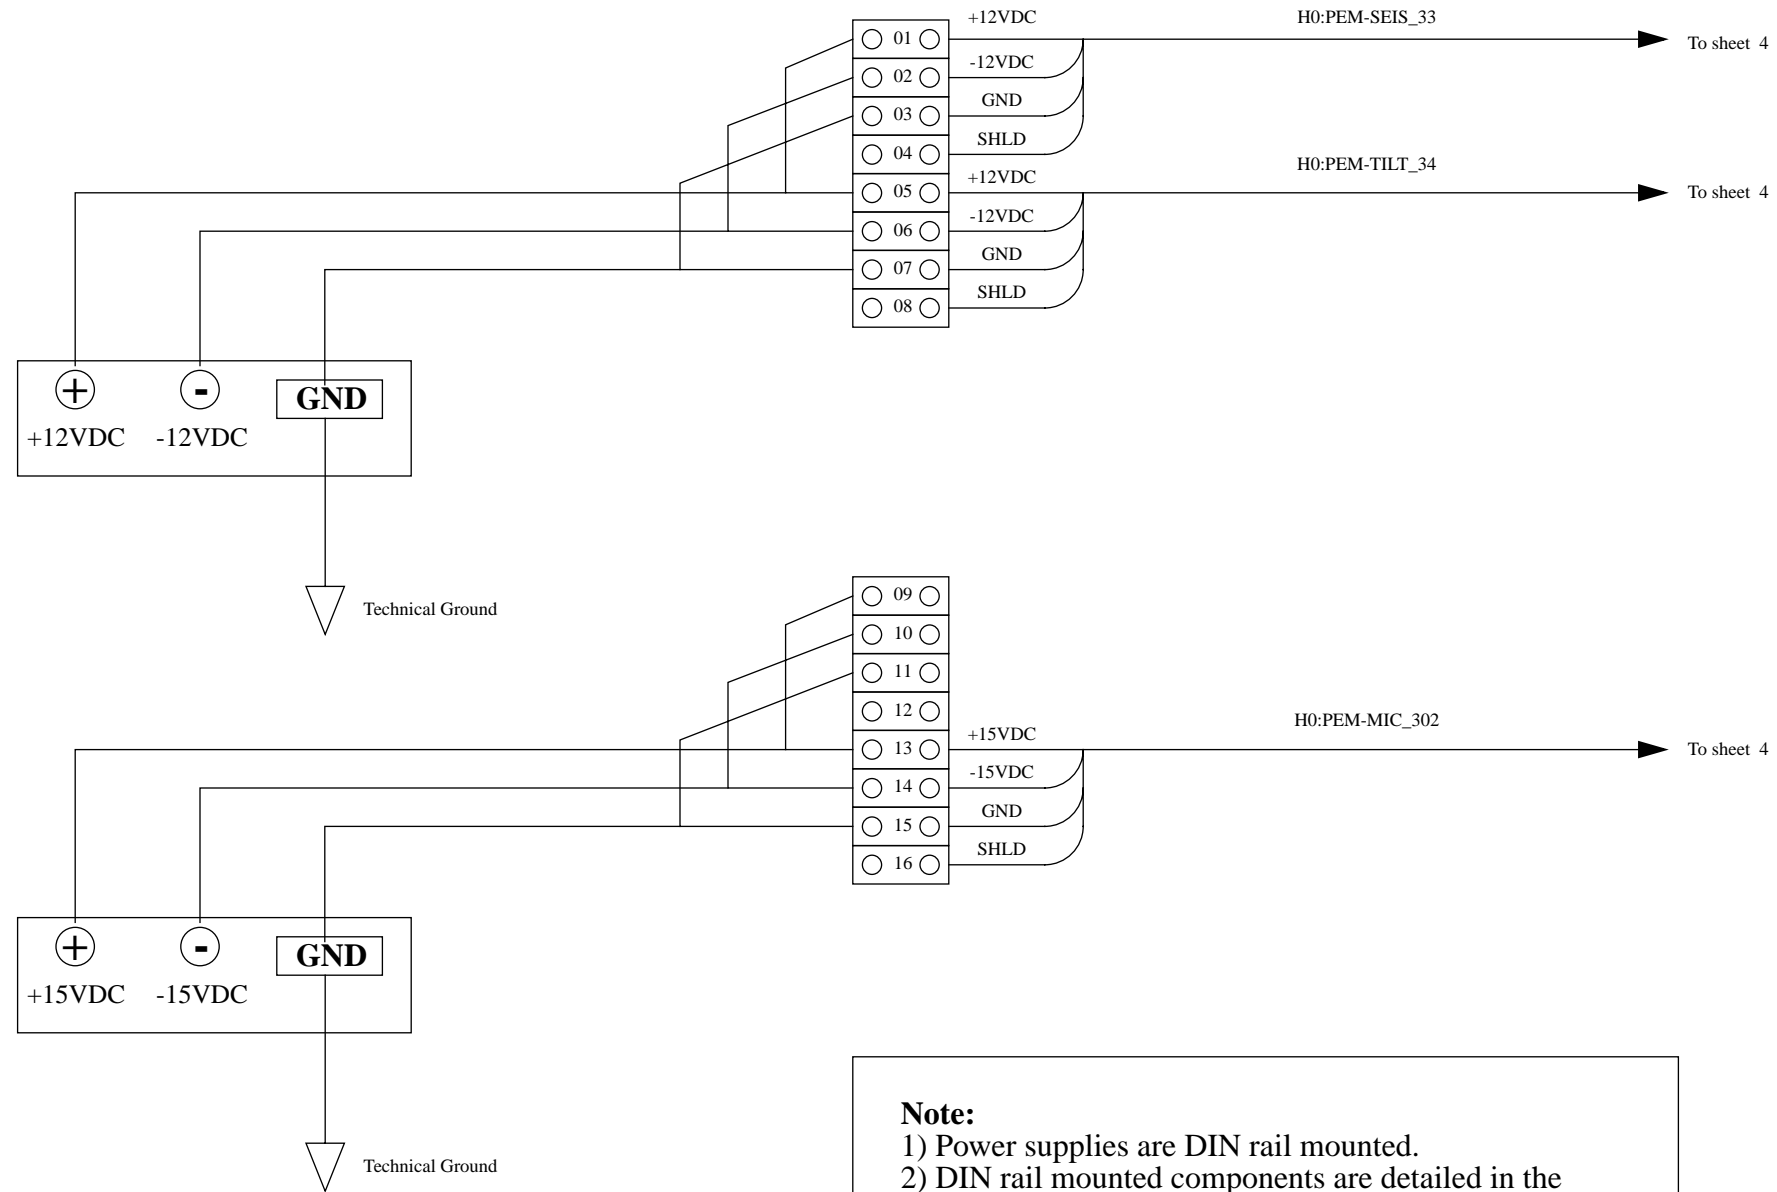 +12VDC H0:PEM-SEIS_33
01 To sheet 4
-12VDC
02
GND
03
SHLD
04
+12VDC H0:PEM-TILT_34
05 To sheet 4
-12VDC
06
GND
07
SHLD
08
+ - GND
+12VDC -12VDC
Technical Ground
09
10
11
12
+15VDC H0:PEM-MIC_302
13 To sheet 4
-15VDC
14
GND
15
SHLD
16
+ - GND
+15VDC -15VDC
Technical Ground
Note:
1) Power supplies are DIN rail mounted.
2) DIN rail mounted components are detailed in the